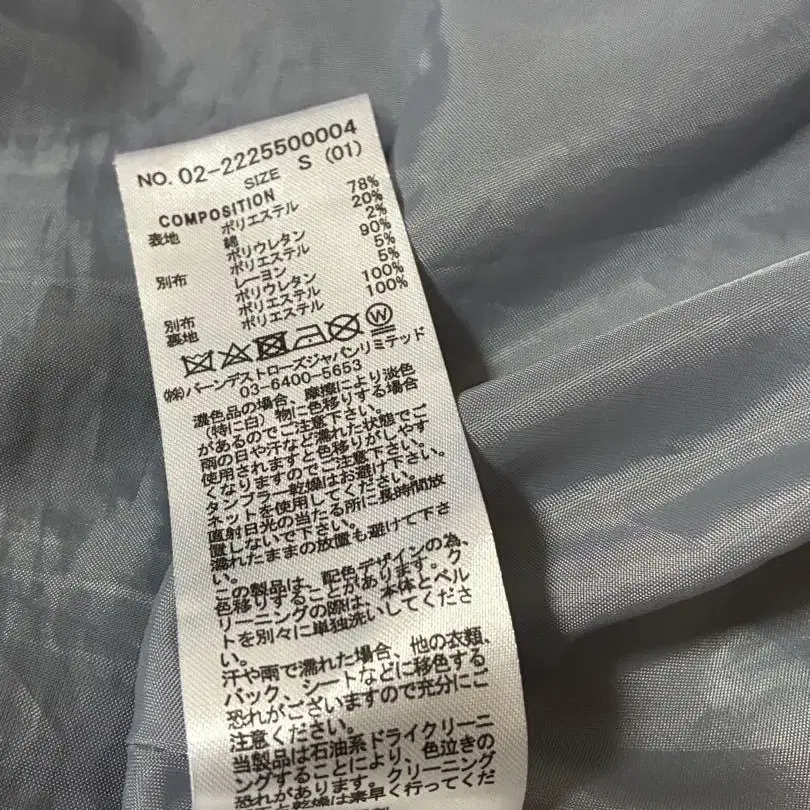 NO. 02-2225500004
SIZE S (01)
COMPOSITION
表地 ポリエステル 78%
綿 20%
ポリウレタン 2%
別布 ポリエステル 90%
レーヨン 5%
ポリウレタン 5%
別布 ポリエステル 100%
裏地 ポリエステル 100%
W
㈱バーンデストローズジャパンリミテッド
03-6400-5653
濃色品の場合、摩擦により淡色
(特に白)物に色移りする場合
があるのでご注意下さい。
雨の日や汗など濡れた状態でご
使用されますと色移りがしやす
くなりますのでご注意下さい。
タンブラー乾燥はお避け下さい。
ネットを使用してください。
直射日光の当たる所に長時間放
置しないで下さい。
濡れたままの放置も避けて下さ
い。
この製品は、配色デザインの為、
色移りすることがあります。ク
リーニングの際は、本体とベル
トを別々に単独洗いしてくださ
い。
汗や雨で濡れた場合、他の衣類、
バック、シートなどに移色する
恐れがございますので充分にご
注意ください。
当製品は石油系ドライクリーニ
ングすることにより、色泣きの
恐れがあります。クリーニング
乾燥は素早く行ってくだ